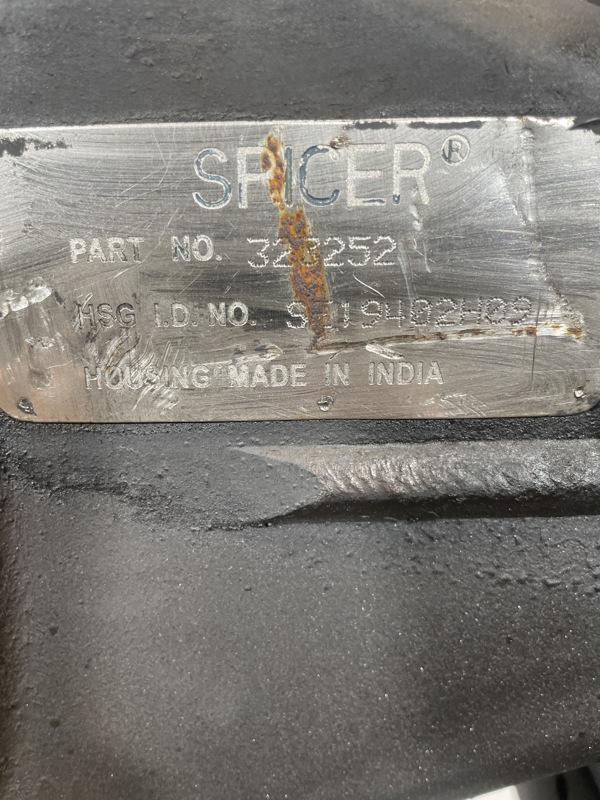 SPICER®
PART NO.
HSG I.D. NO.
HOUSING MADE IN INDIA